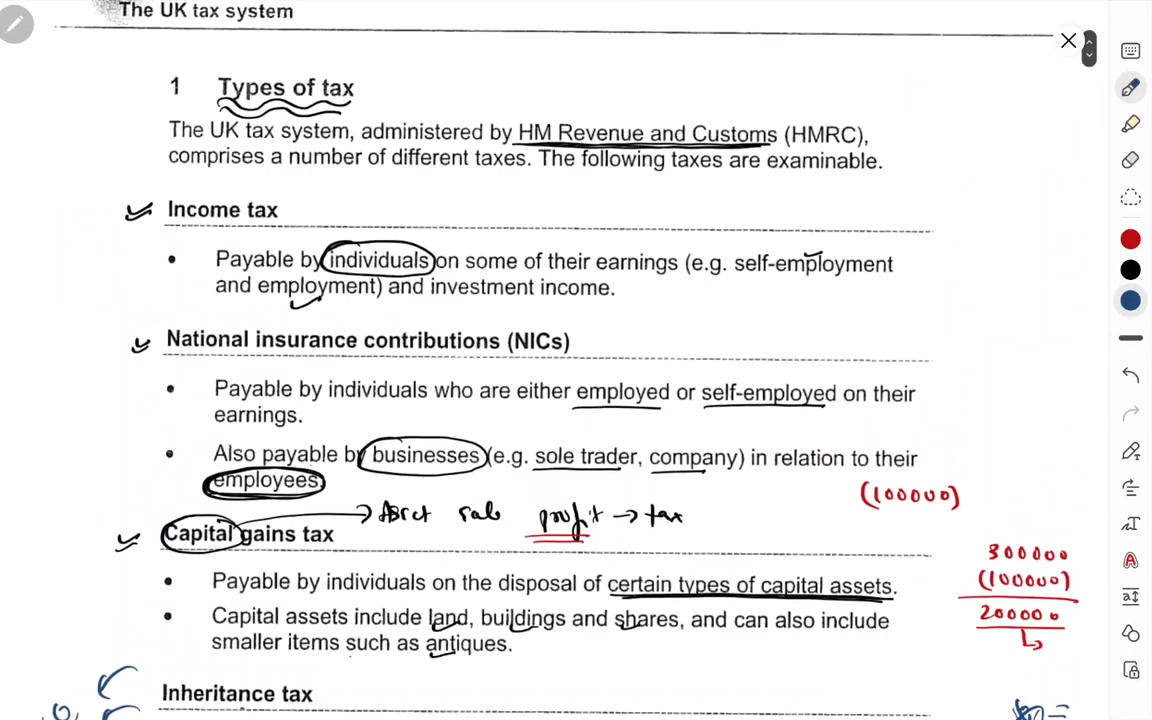 The UK tax system
1 Types of tax
The UK tax system, administered by HM Revenue and Customs (HMRC),
comprises a number of different taxes. The following taxes are examinable.
Income tax
• Payable by individuals on some of their earnings (e.g. self-employment
and employment) and investment income.
National insurance contributions (NICs)
• Payable by individuals who are either employed or self-employed on their
earnings.
• Also payable by businesses (e.g. sole trader, company) in relation to their
employees.
(100000)
→ Asset sale profit → tax
Capital gains tax
300000
• Payable by individuals on the disposal of certain types of capital assets.
(100000)
200000
• Capital assets include land, buildings and shares, and can also include
smaller items such as antiques.
Inheritance tax